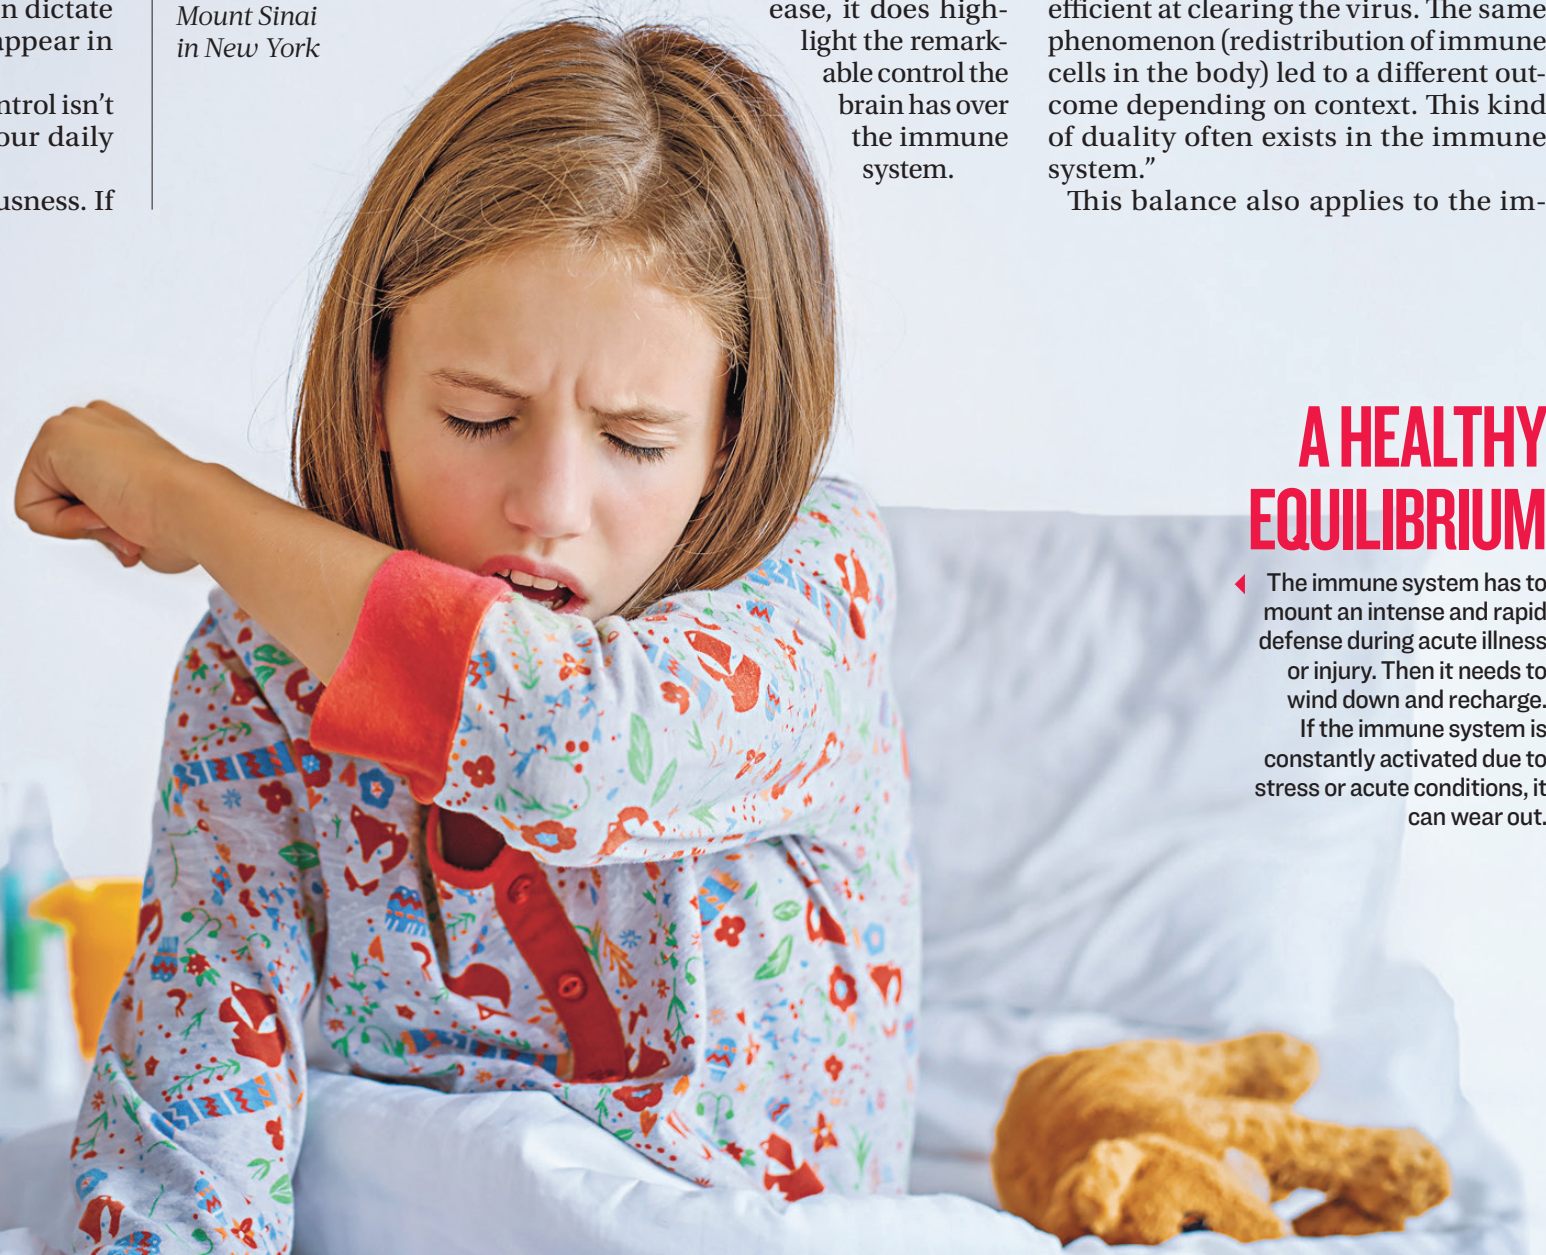 n dictate
appear in
ntrol isn’t
our daily
usness. If
Mount Sinai
in New York
ease, it does high-
light the remark-
able control the
brain has over
the immune
system.
efficient at clearing the virus. The same
phenomenon (redistribution of immune
cells in the body) led to a different out-
come depending on context. This kind
of duality often exists in the immune
system.”
This balance also applies to the im-
A HEALTHY
EQUILIBRIUM
The immune system has to
mount an intense and rapid
defense during acute illness
or injury. Then it needs to
wind down and recharge.
If the immune system is
constantly activated due to
stress or acute conditions, it
can wear out.